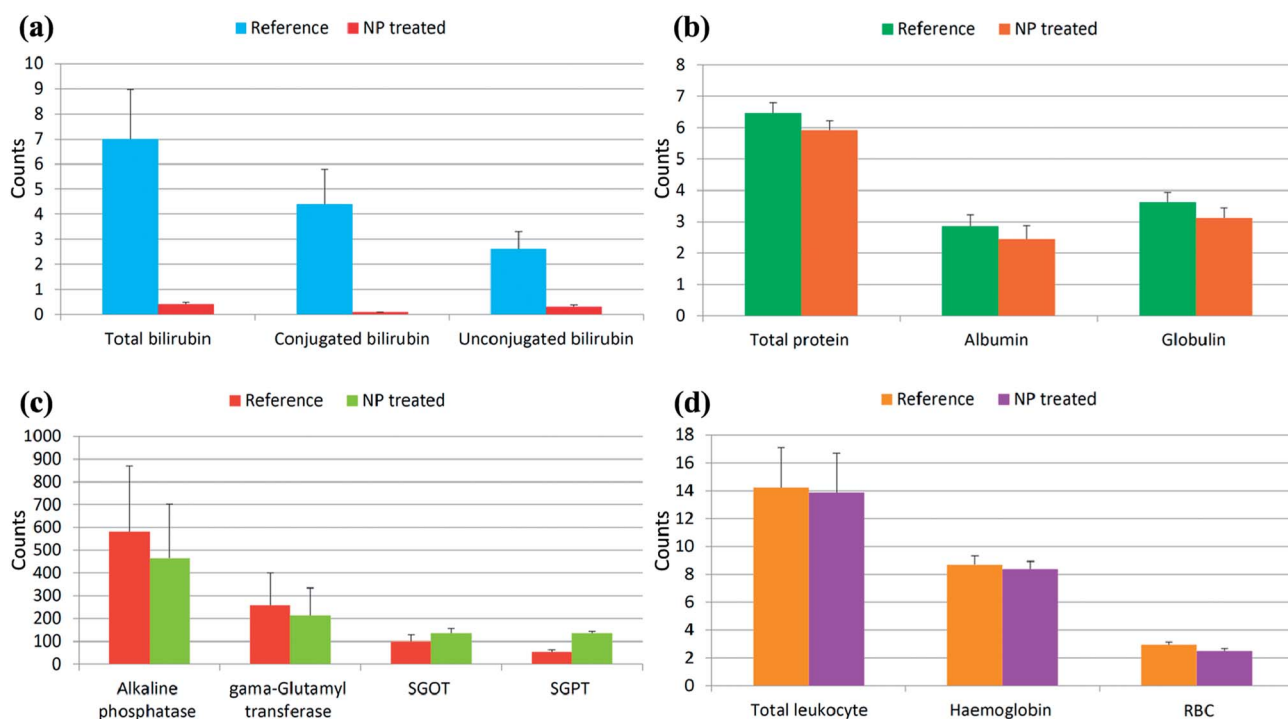 (a)
Reference NP treated
10
9
8
7
6
5
4
3
2
1
0
Counts
Total bilirubin Conjugated bilirubin Unconjugated bilirubin
(b)
Reference NP treated
8
7
6
5
4
3
2
1
0
Counts
Total protein Albumin Globulin
(c)
Reference NP treated
1000
900
800
700
600
500
400
300
200
100
0
Counts
Alkaline phosphatase
gama-Glutamyl transferase
SGOT
SGPT
(d)
Reference NP treated
18
16
14
12
10
8
6
4
2
0
Counts
Total leukocyte Haemoglobin RBC